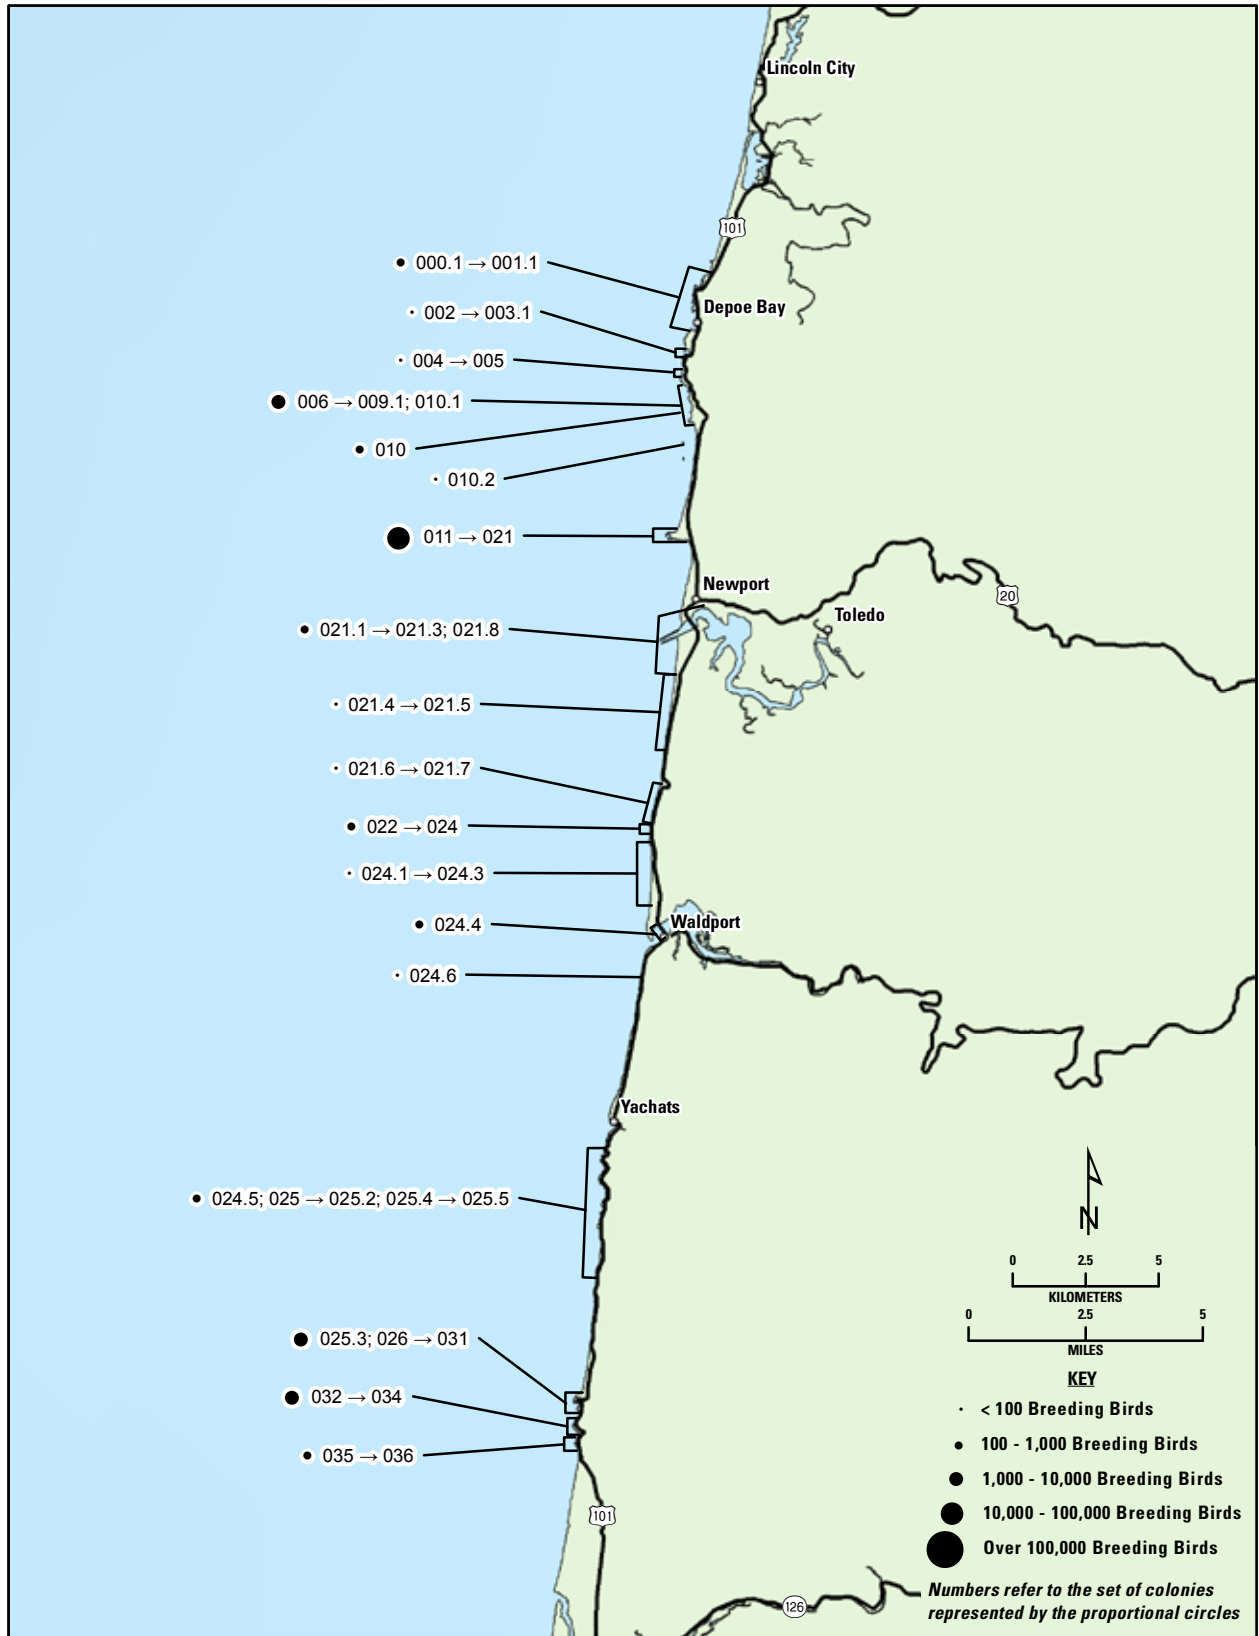 Lincoln City
101
000.1 → 001.1
Depoe Bay
002 → 003.1
004 → 005
006 → 009.1; 010.1
010
010.2
011 → 021
Newport
20
Toledo
021.1 → 021.3; 021.8
021.4 → 021.5
021.6 → 021.7
022 → 024
024.1 → 024.3
Waldport
024.4
024.6
Yachats
024.5; 025 → 025.2; 025.4 → 025.5
N
0 2.5 5
KILOMETERS
0 2.5 5
MILES
025.3; 026 → 031
032 → 034
035 → 036
101
126
KEY
< 100 Breeding Birds
100 - 1,000 Breeding Birds
1,000 - 10,000 Breeding Birds
10,000 - 100,000 Breeding Birds
Over 100,000 Breeding Birds
Numbers refer to the set of colonies
represented by the proportional circles